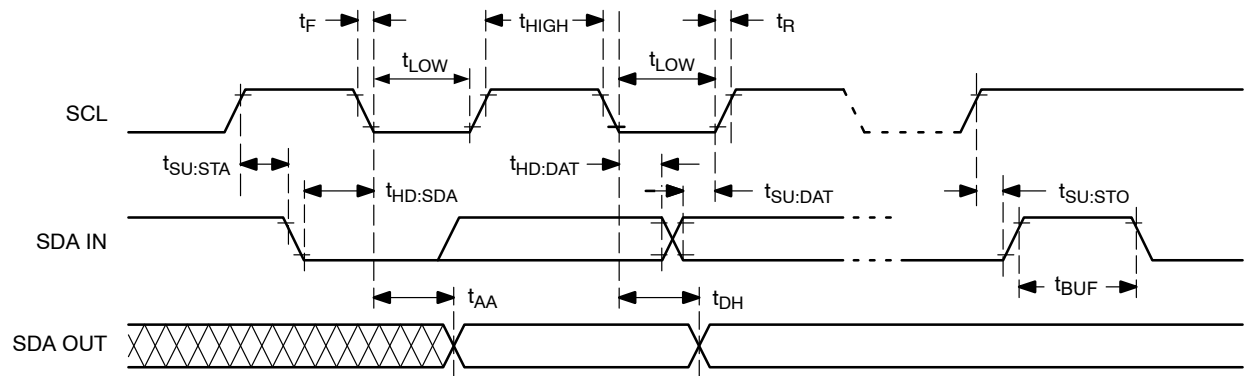 tF tHIGH tR
tLOW tLOW
SCL
tSU:STA tHD:SDA tHD:DAT tSU:DAT tSU:STO
SDA IN
tBUF
tAA tDH
SDA OUT